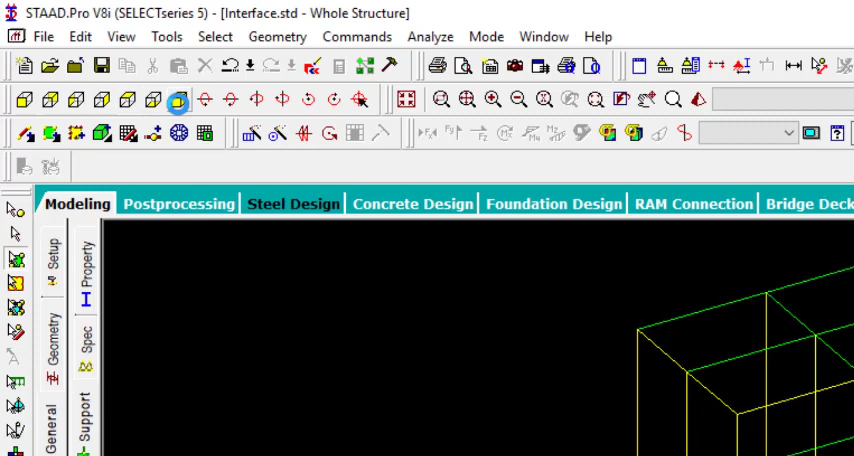 STAAD.Pro V8i (SELECTseries 5) - [Interface.std - Whole Structure]
File Edit View Tools Select Geometry Commands Analyze Mode Window Help
Modeling Postprocessing Steel Design Concrete Design Foundation Design RAM Connection Bridge Deck
Setup
Geometry
General
Property
Spec
Support